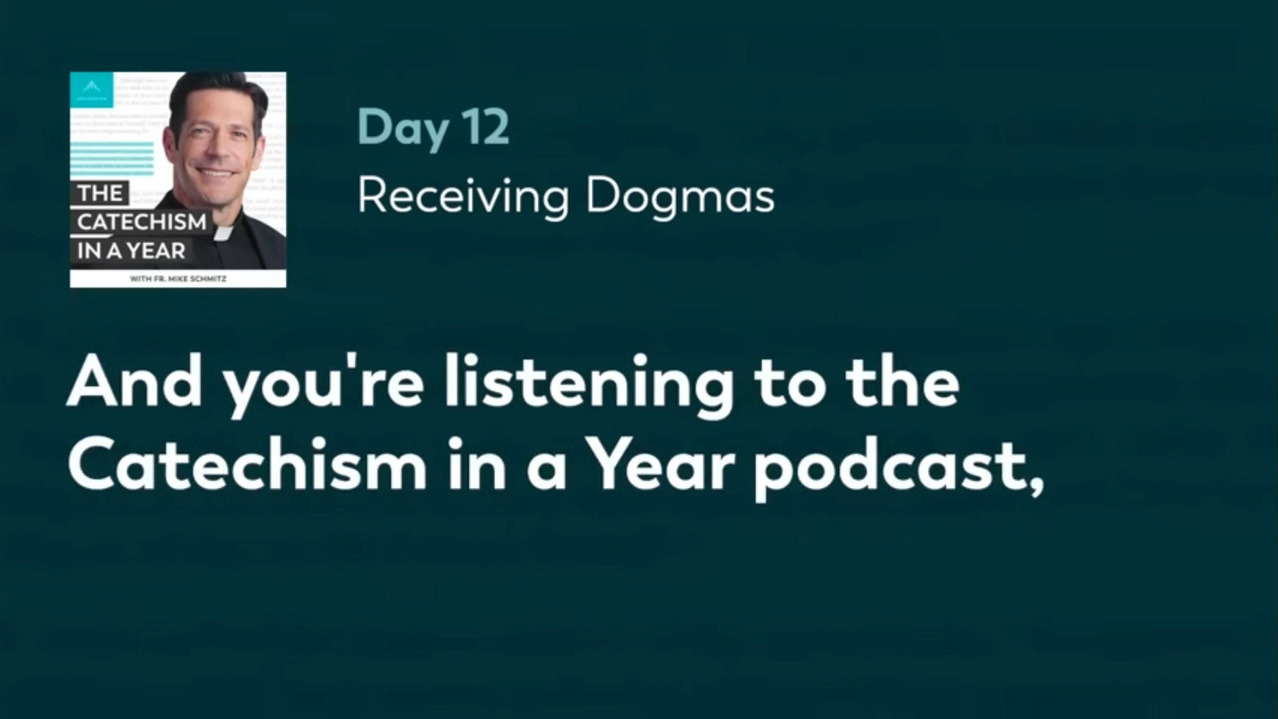 THE
CATECHISM
IN A YEAR
WITH FR. MIKE SCHMITZ
Day 12
Receiving Dogmas
And you're listening to the
Catechism in a Year podcast,